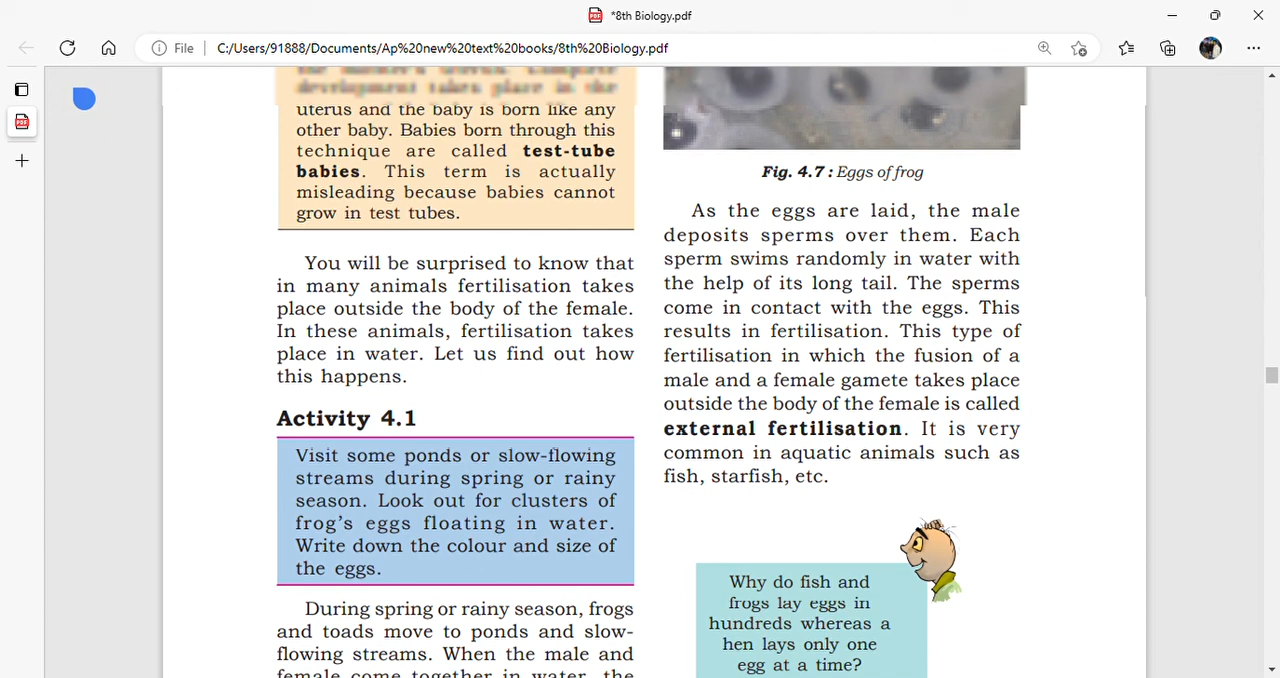 *8th Biology.pdf
File
C:/Users/91888/Documents/Ap%20new%20text%20books/8th%20Biology.pdf
development takes place in the
uterus and the baby is born like any
other baby. Babies born through this
technique are called test-tube
babies. This term is actually
misleading because babies cannot
grow in test tubes.
You will be surprised to know that
in many animals fertilisation takes
place outside the body of the female.
In these animals, fertilisation takes
place in water. Let us find out how
this happens.
Activity 4.1
Visit some ponds or slow-flowing
streams during spring or rainy
season. Look out for clusters of
frog's eggs floating in water.
Write down the colour and size of
the eggs.
During spring or rainy season, frogs
and toads move to ponds and slow-
flowing streams. When the male and
female come together in water, the
Fig. 4.7 : Eggs of frog
As the eggs are laid, the male
deposits sperms over them. Each
sperm swims randomly in water with
the help of its long tail. The sperms
come in contact with the eggs. This
results in fertilisation. This type of
fertilisation in which the fusion of a
male and a female gamete takes place
outside the body of the female is called
external fertilisation. It is very
common in aquatic animals such as
fish, starfish, etc.
Why do fish and
frogs lay eggs in
hundreds whereas a
hen lays only one
egg at a time?